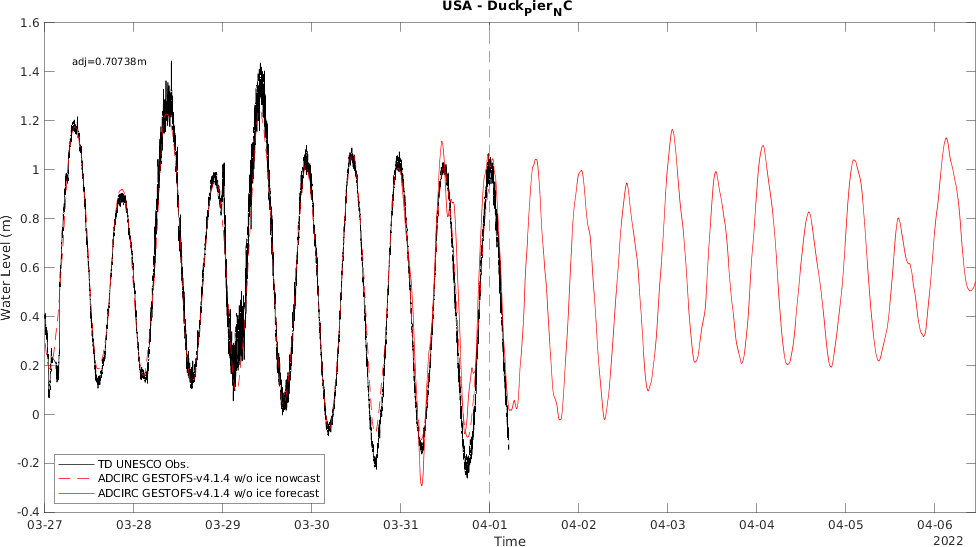 USA - DuckPierNC
1.6
1.4
1.2
1
0.8
0.6
0.4
0.2
0
-0.2
-0.4
Water Level (m)
adj=0.70738m
TD UNESCO Obs.
ADCIRC GESTOFS-v4.1.4 w/o ice nowcast
ADCIRC GESTOFS-v4.1.4 w/o ice forecast
03-27 03-28 03-29 03-30 03-31 04-01 04-02 04-03 04-04 04-05 04-06
Time
2022